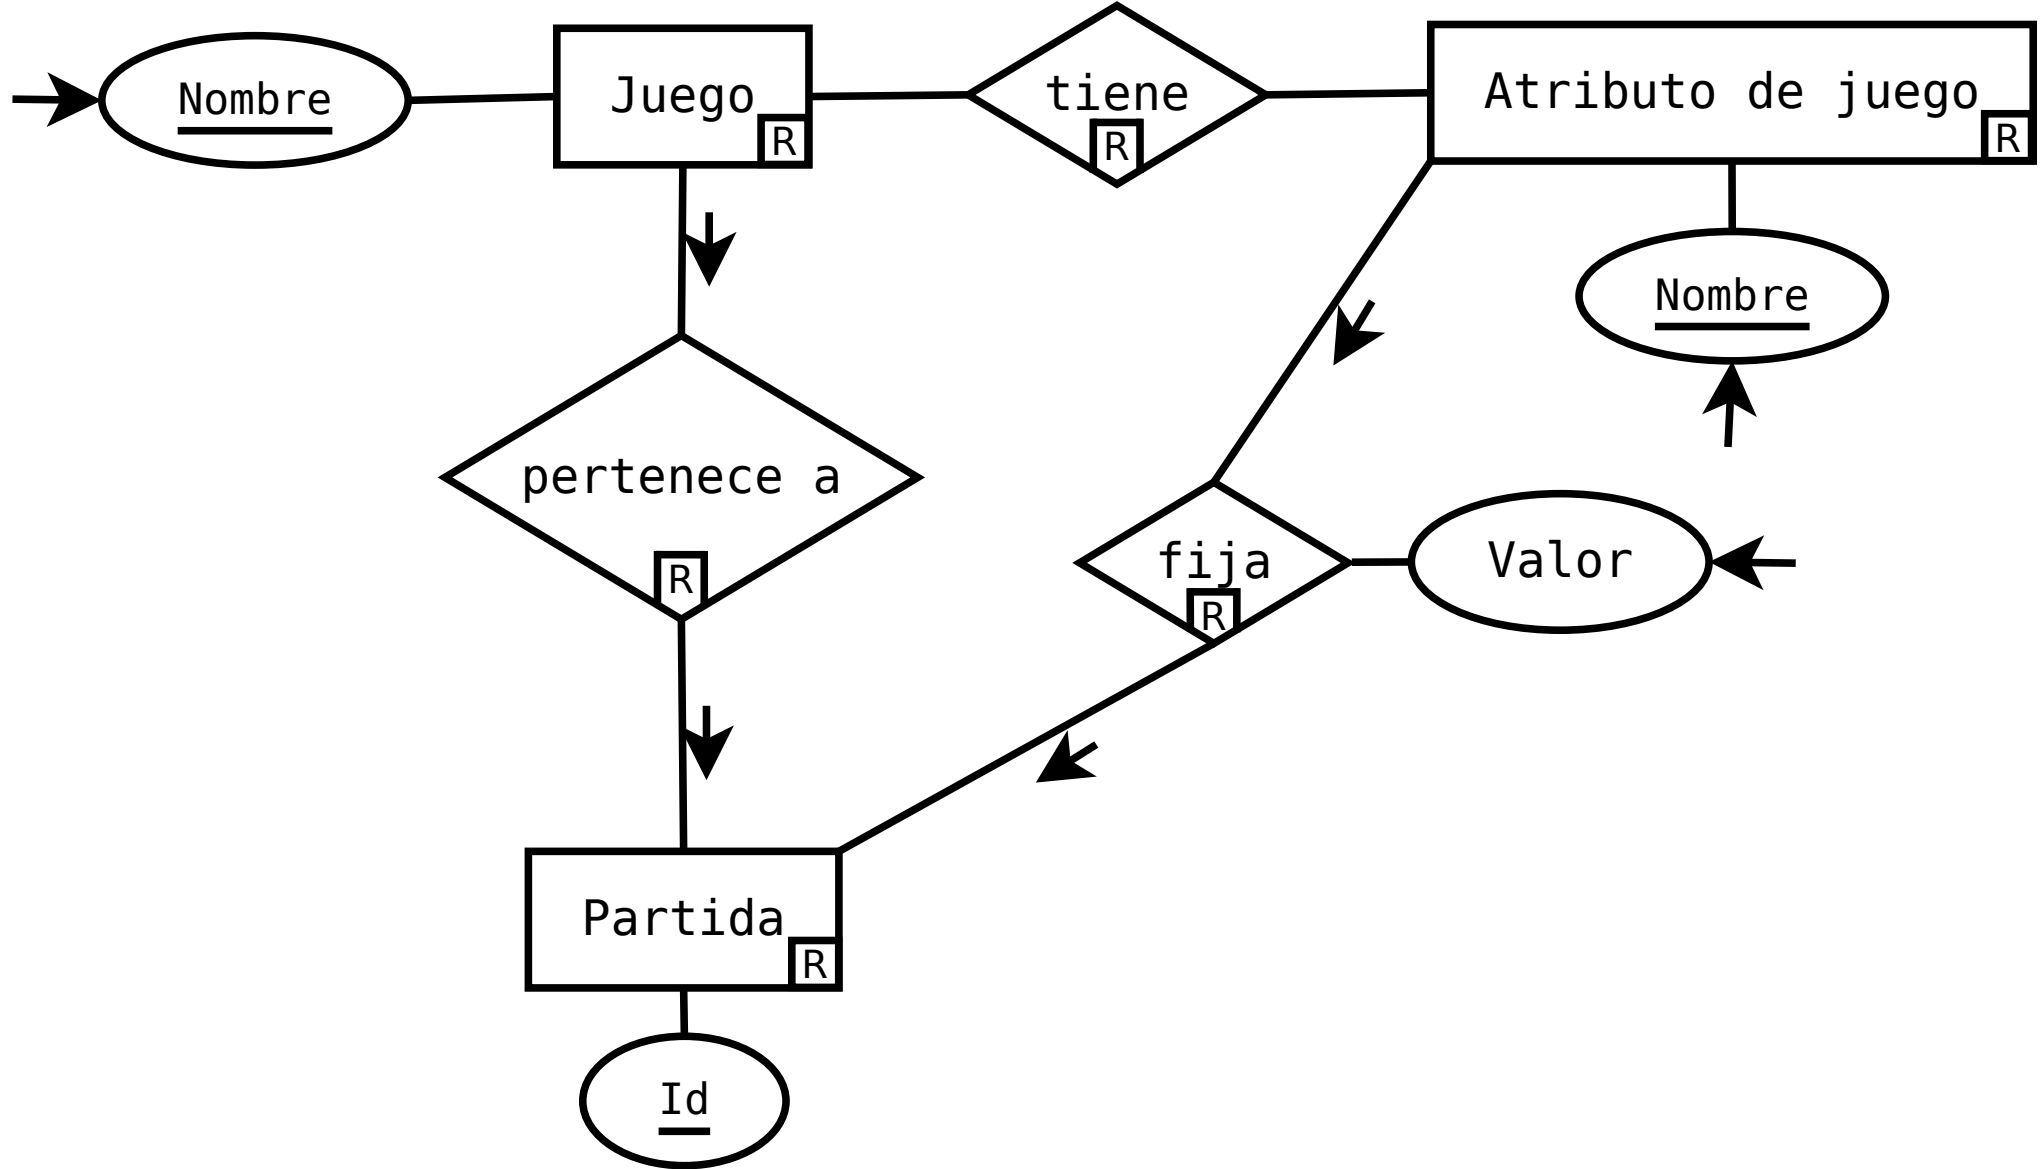 Nombre
Juego
R
tiene
R
Atributo de juego
R
Nombre
pertenece a
R
fija
R
Valor
Partida
R
Id